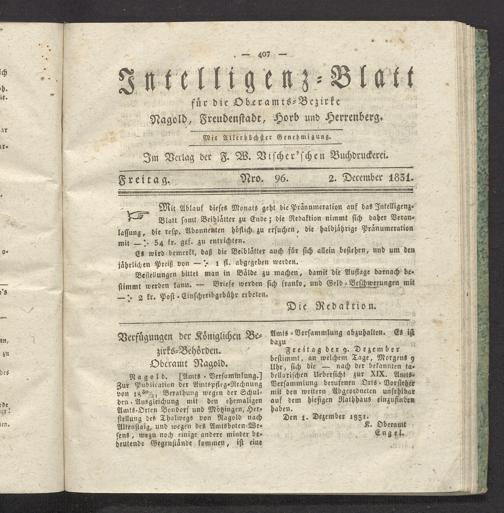 — 407 —
Intelligenz-Blatt
für die Oberamts-Bezirke
Nagold, Freudenstadt, Horb und Herrenberg.
Mit Allerhöchster Genehmigung.
Im Verlag der F. W. Vischer'schen Buchdruckerei.
Freitag. Nro. 96. 2. December 1831.
Mit Ablauf dieses Monats geht die Pränumeration auf das Intelligenz-
Blatt samt Beiblätter zu Ende; die Redaktion nimmt sich daher Veran-
lassung, die resp. Abonnenten höflich zu ersuchen, die halbjährige Pränumeration
mit —: 54 kr. gef. zu entrichten.
Es wird bemerkt, daß die Beiblätter auch für sich allein bestehen, und um den
jährlichen Preiß von —: 1 fl. abgegeben werden.
Bestellungen bittet man in Bälde zu machen, damit die Auflage darnach be-
stimmt werden kann. — Briefe werden sich franko, und Geld-Beschwerungen mit
—: 2 kr. Post-Einschreibgebühr erbeten.
Die Redaktion.
Verfügungen der Königlichen Be-
zirks-Behörden.
Oberamt Nagold.
Nagold. [Amts-Versammlung.]
Zur Publication der Amtspflege-Rechnung
von 18 Berathung wegen der Schul-
den-Ausgleichung mit den ehemaligen
Amts-Orten Bondorf und Mözingen, Her-
stellung des Thalwegs von Nagold nach
Altensteig, und wegen des Amtsboten-We-
sens, wozu noch einige andere minder be-
deutende Gegenstände kommen, ist eine
Amts-Versammlung abzuhalten. Es ist
dazu
Freitag der 9. Dezember
bestimmt, an welchem Tage, Morgens 9
Uhr, sich die — nach der bekannten ta-
bellarischen Uebersicht zur XIX. Amts-
Versammlung berufenen Orts-Vorsteher
mit den weitern Abgeordneten unfehlbar
auf dem hiesigen Rathhaus einzufinden
haben.
Den 1. Dezember 1831.
K. Oberamt
Engel.